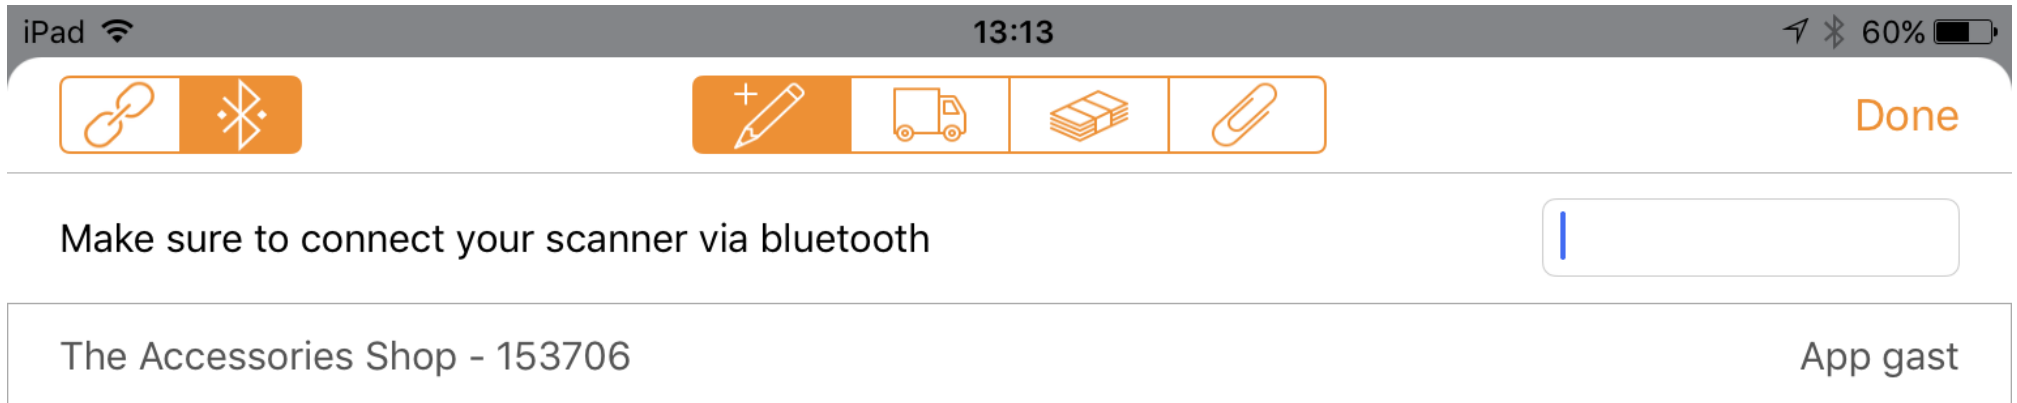 iPad 13:13 60%
Done
Make sure to connect your scanner via bluetooth
The Accessories Shop - 153706 App gast